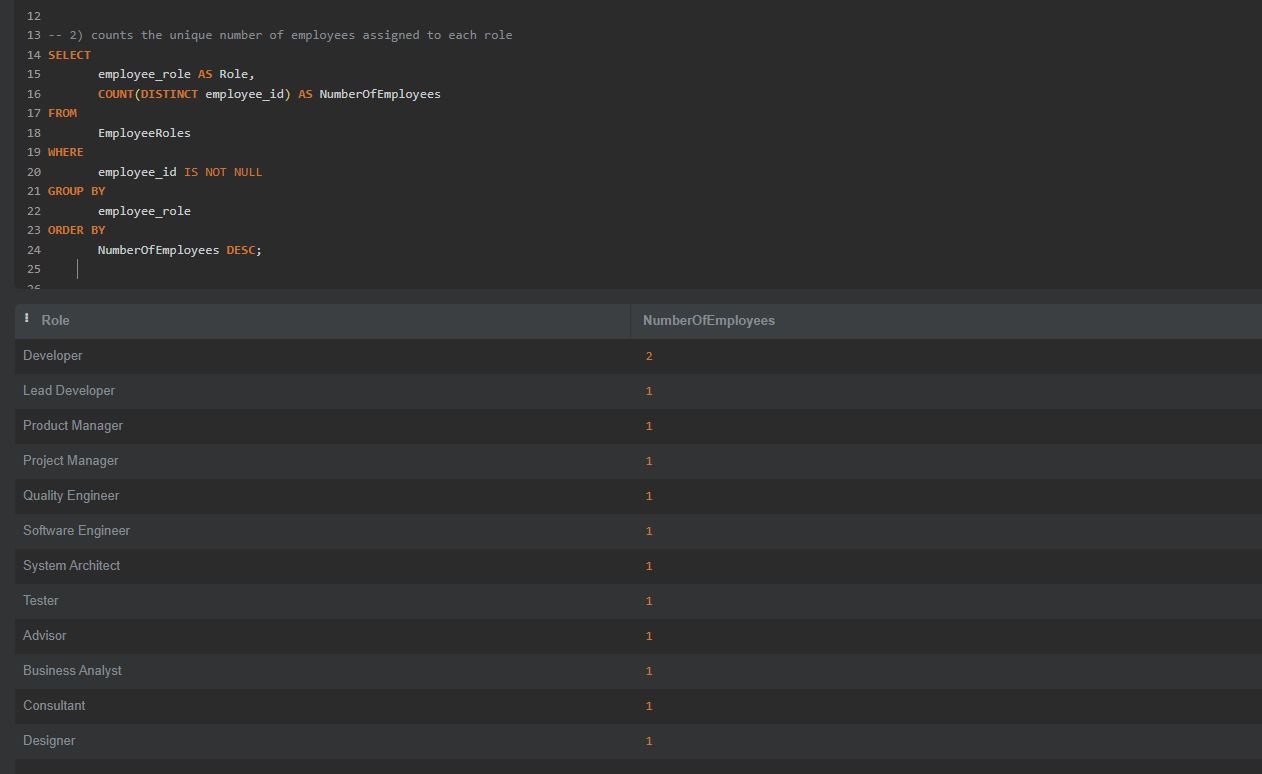 12
13 -- 2) counts the unique number of employees assigned to each role
14 SELECT
15 employee_role AS Role,
16 COUNT(DISTINCT employee_id) AS NumberOfEmployees
17 FROM
18 EmployeeRoles
19 WHERE
20 employee_id IS NOT NULL
21 GROUP BY
22 employee_role
23 ORDER BY
24 NumberOfEmployees DESC;
25
26
Role NumberOfEmployees
Developer 2
Lead Developer 1
Product Manager 1
Project Manager 1
Quality Engineer 1
Software Engineer 1
System Architect 1
Tester 1
Advisor 1
Business Analyst 1
Consultant 1
Designer 1